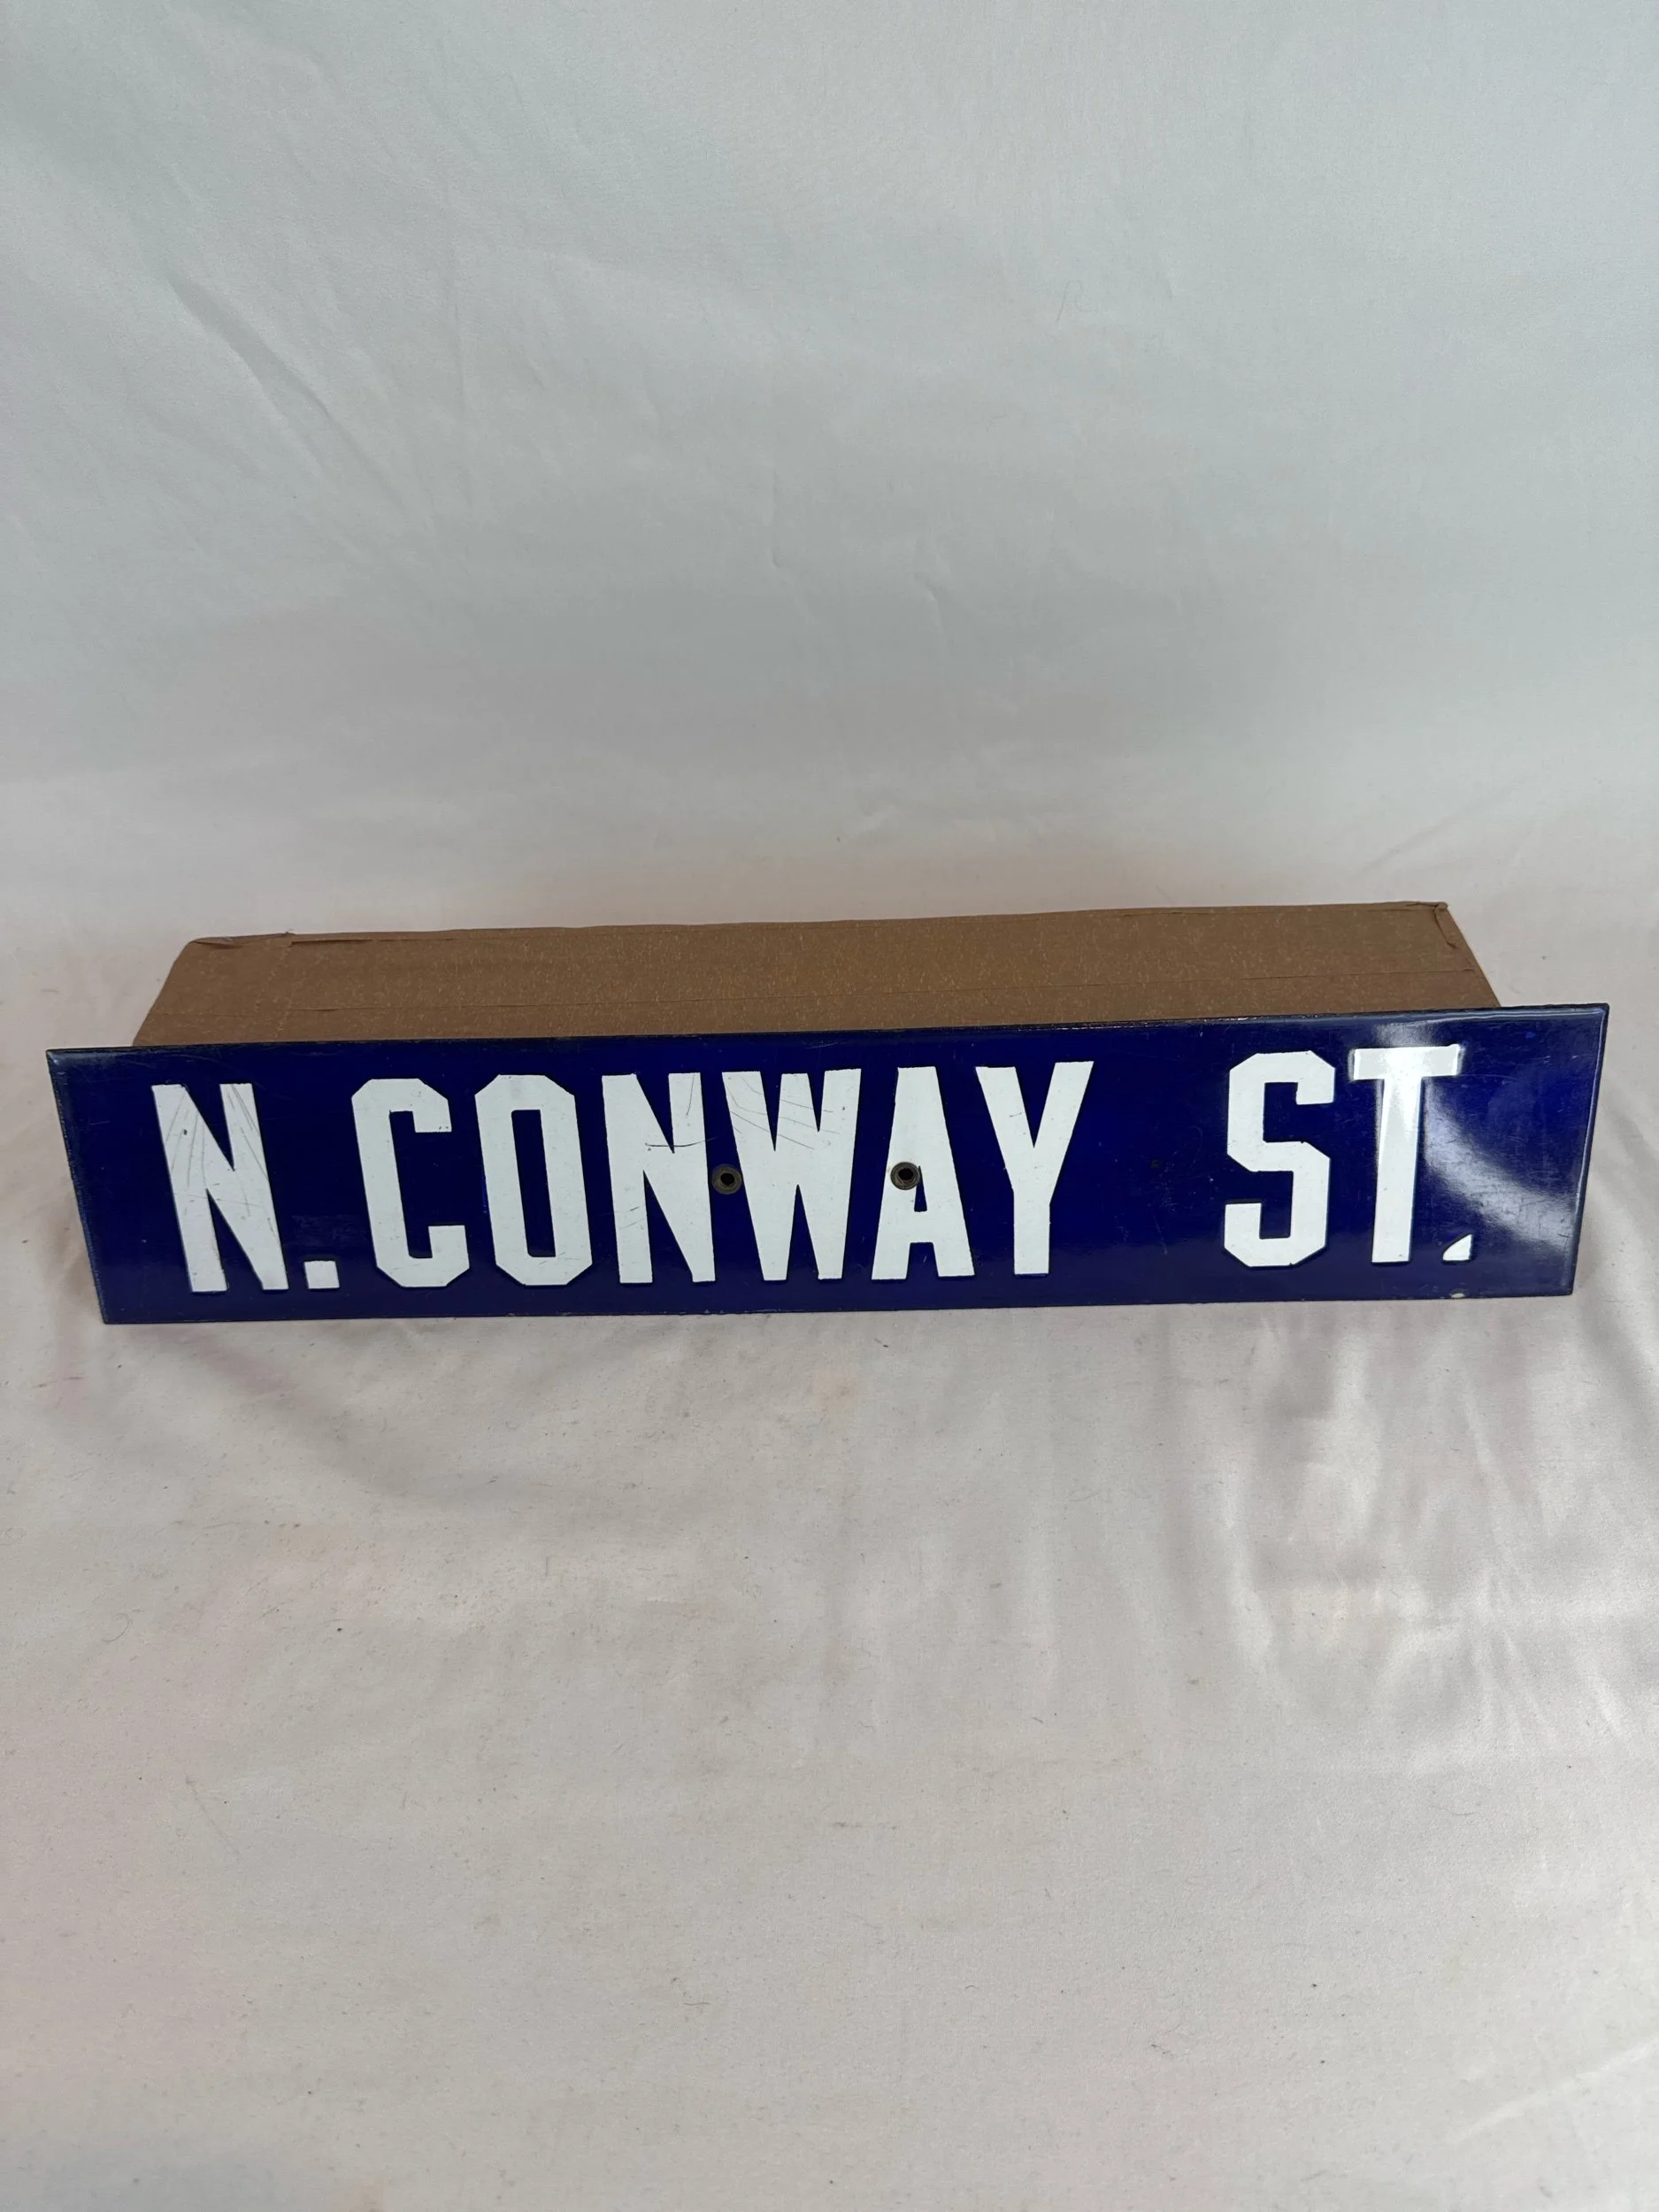 N. CONWAY ST.